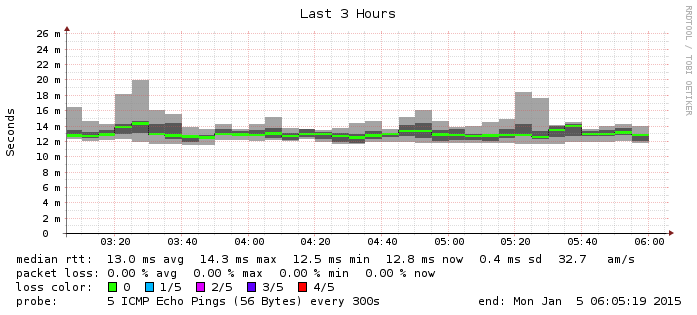 Last 3 Hours
RRDTOOL / TOBI OETIKER
Seconds
26 m
24 m
22 m
20 m
18 m
16 m
14 m
12 m
10 m
8 m
6 m
4 m
2 m
0
03:20 03:40 04:00 04:20 04:40 05:00 05:20 05:40 06:00
median rtt: 13.0 ms avg 14.3 ms max 12.5 ms min 12.8 ms now 0.4 ms sd 32.7 am/s
packet loss: 0.00 % avg 0.00 % max 0.00 % min 0.00 % now
loss color: 0 1/5 2/5 3/5 4/5
probe: 5 ICMP Echo Pings (56 Bytes) every 300s end: Mon Jan 5 06:05:19 2015